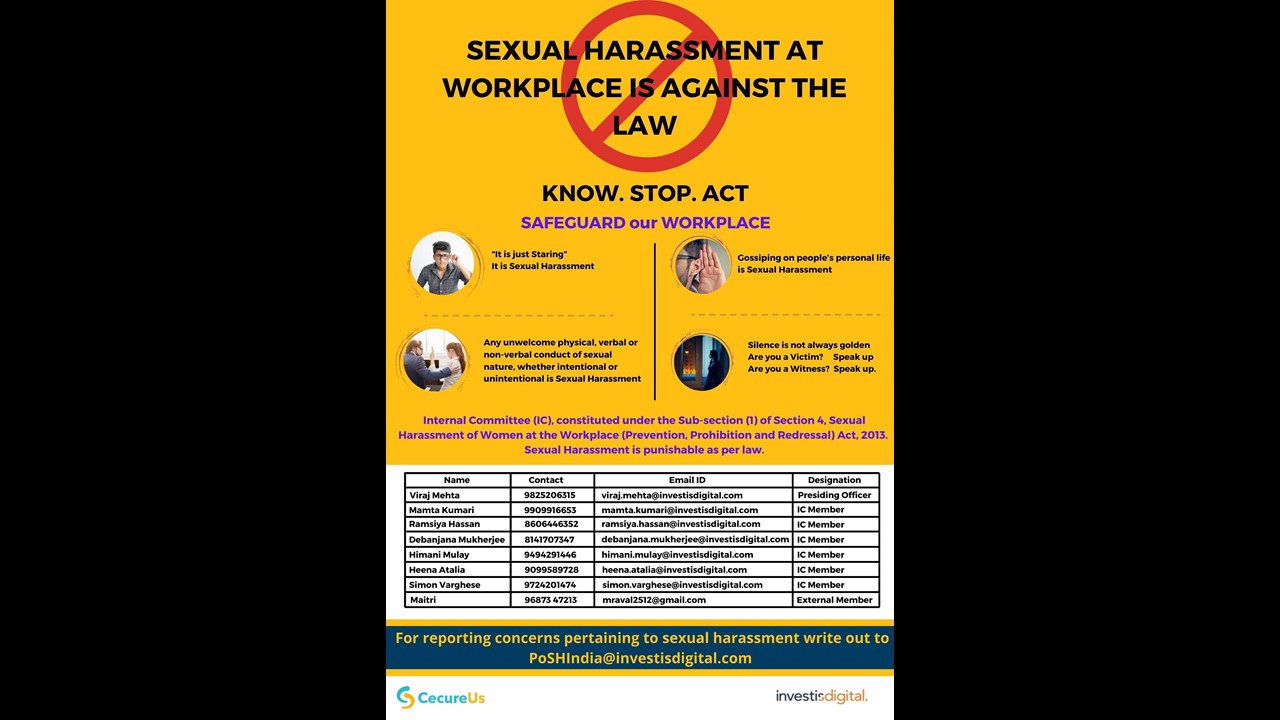 SEXUAL HARASSMENT AT
WORKPLACE IS AGAINST THE
LAW
KNOW. STOP. ACT
SAFEGUARD our WORKPLACE
"It is just Staring"
It is Sexual Harassment
Gossiping on people's personal life
is Sexual Harassment
Any unwelcome physical, verbal or
non-verbal conduct of sexual
nature, whether intentional or
unintentional is Sexual Harassment
Silence is not always golden
Are you a Victim? Speak up
Are you a Witness? Speak up.
Internal Committee (IC), constituted under the Sub-section (1) of Section 4, Sexual
Harassment of Women at the Workplace (Prevention, Prohibition and Redressal) Act, 2013.
Sexual Harassment is punishable as per law.
Name Contact Email ID Designation
Viraj Mehta 9825206315 viraj.mehta@investisdigital.com Presiding Officer
Mamta Kumari 9909916653 mamta.kumari@investisdigital.com IC Member
Ramsiya Hassan 8606446352 ramsiya.hassan@investisdigital.com IC Member
Debanjana Mukherjee 8141707347 debanjana.mukherjee@investisdigital.com IC Member
Himani Mulay 9494291446 himani.mulay@investisdigital.com IC Member
Heena Atalia 9099589728 heena.atalia@investisdigital.com IC Member
Simon Varghese 9724201474 simon.varghese@investisdigital.com IC Member
Maitri 96873 47213 mraval2512@gmail.com External Member
For reporting concerns pertaining to sexual harassment write out to
PoSHIndia@investisdigital.com
CecureUs
investisdigital.